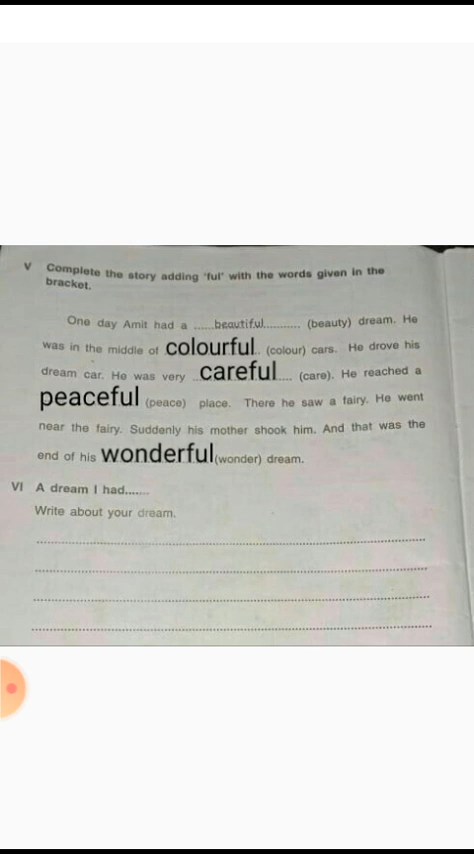 V Complete the story adding 'ful' with the words given in the
bracket.
One day Amit had a ......beautiful........... (beauty) dream. He
was in the middle of colourful.. (colour) cars. He drove his
dream car. He was very ..careful.... (care). He reached a
peaceful (peace) place. There he saw a fairy. He went
near the fairy. Suddenly his mother shook him. And that was the
end of his wonderful(wonder) dream.
VI A dream I had.......
Write about your dream.